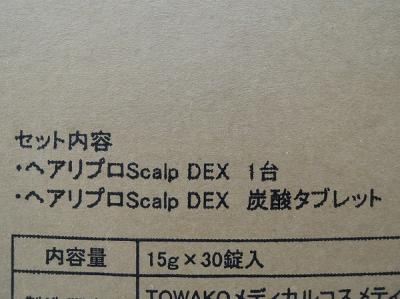 セット内容
・ヘアリプロScalp DEX 1台
・ヘアリプロScalp DEX 炭酸タブレット
内容量 15g×30錠入
TOWAKOメディカルコスメテイ